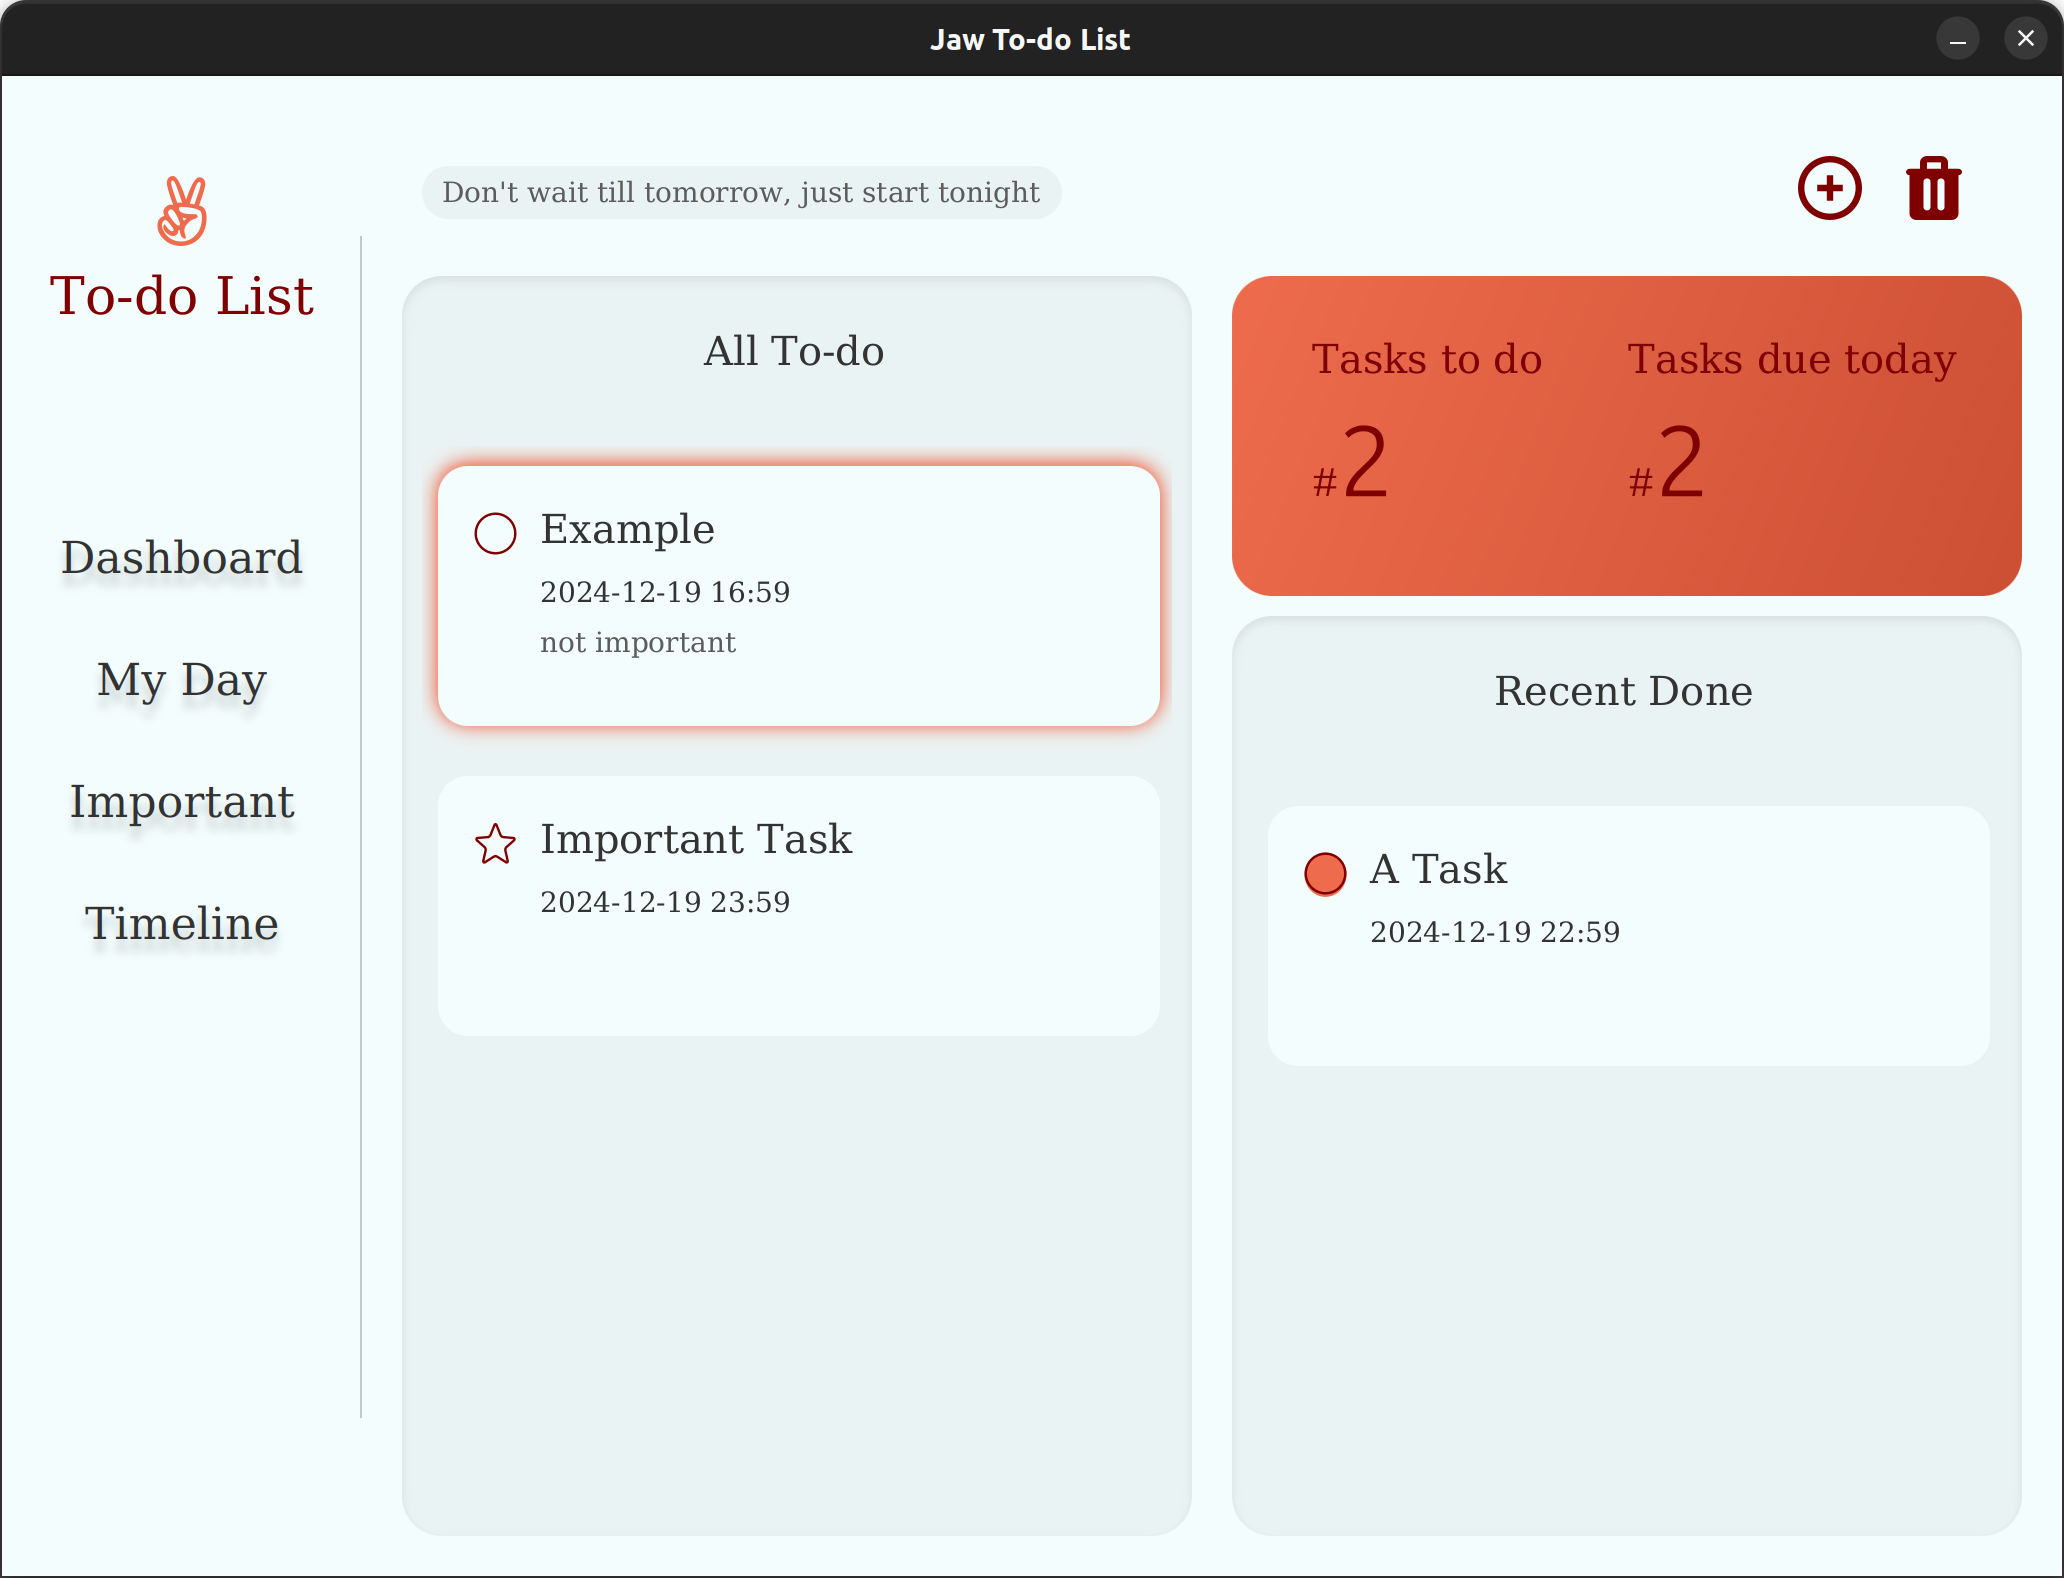 Jaw To-do List
To-do List
Dashboard
My Day
Important
Timeline
Don't wait till tomorrow, just start tonight
All To-do
Example
2024-12-19 16:59
not important
Important Task
2024-12-19 23:59
Tasks to do
#2
Tasks due today
#2
Recent Done
A Task
2024-12-19 22:59